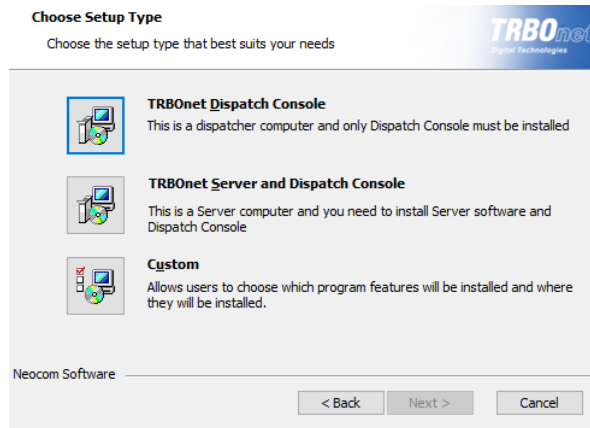 Choose Setup Type
Choose the setup type that best suits your needs
TRBOnet
Digital Technologies
TRBOnet Dispatch Console
This is a dispatcher computer and only Dispatch Console must be installed
TRBOnet Server and Dispatch Console
This is a Server computer and you need to install Server software and
Dispatch Console
Custom
Allows users to choose which program features will be installed and where
they will be installed.
Neocom Software
< Back
Next >
Cancel